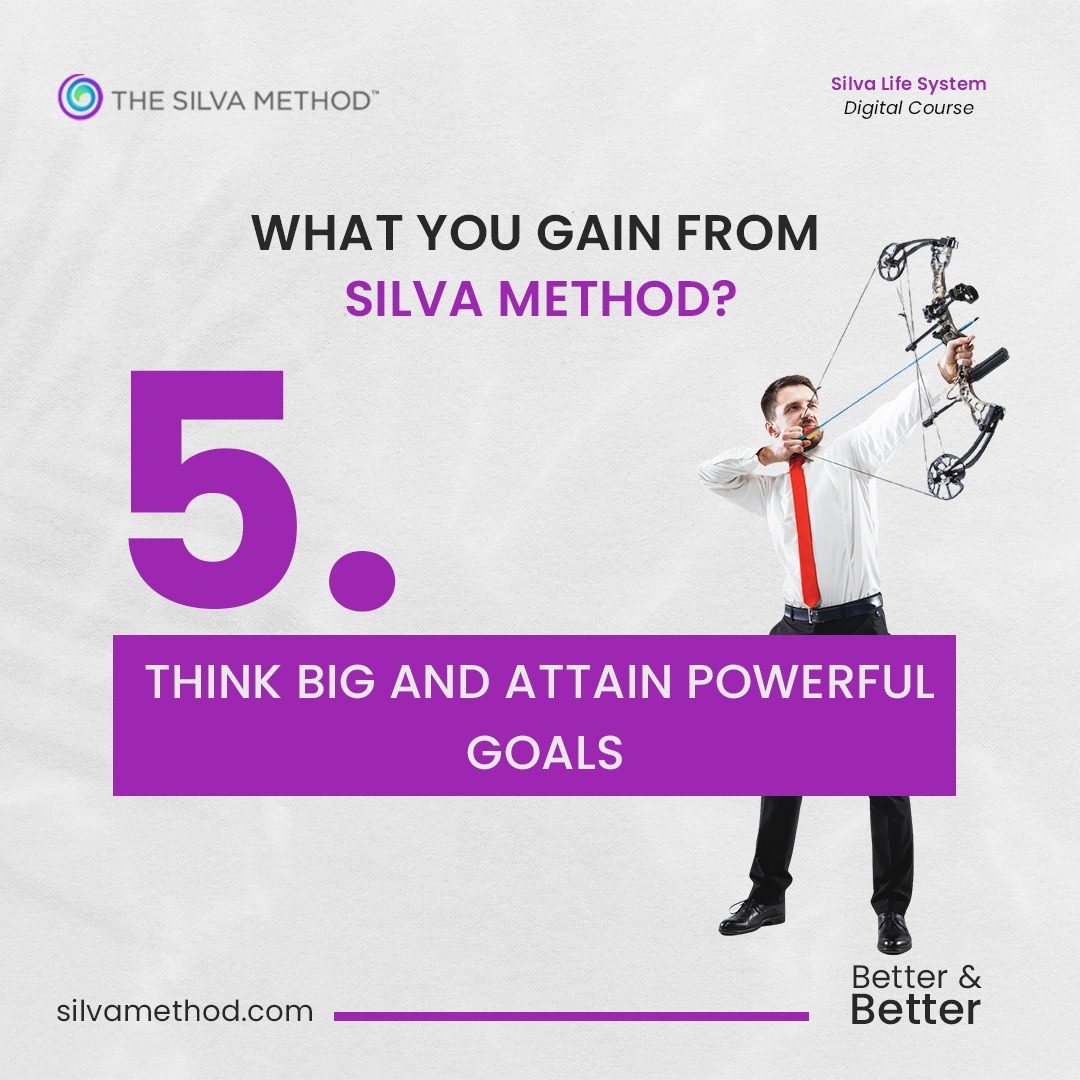 THE SILVA METHOD™
Silva Life System
Digital Course
WHAT YOU GAIN FROM
SILVA METHOD?
5.
THINK BIG AND ATTAIN POWERFUL
GOALS
silvamethod.com
Better &
Better